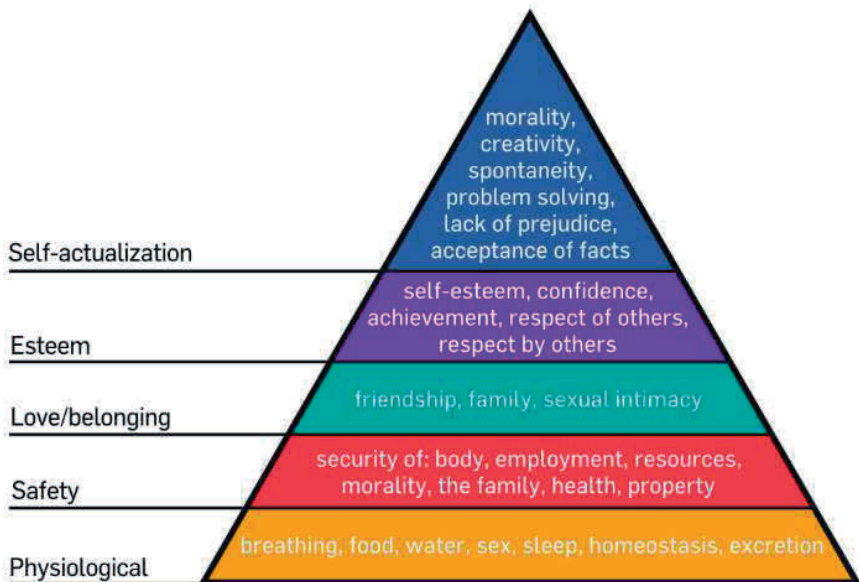 morality,
creativity,
spontaneity,
problem solving,
lack of prejudice,
acceptance of facts
Self-actualization
self-esteem, confidence,
achievement, respect of others,
respect by others
Esteem
friendship, family, sexual intimacy
Love/belonging
security of: body, employment, resources,
morality, the family, health, property
Safety
breathing, food, water, sex, sleep, homeostasis, excretion
Physiological